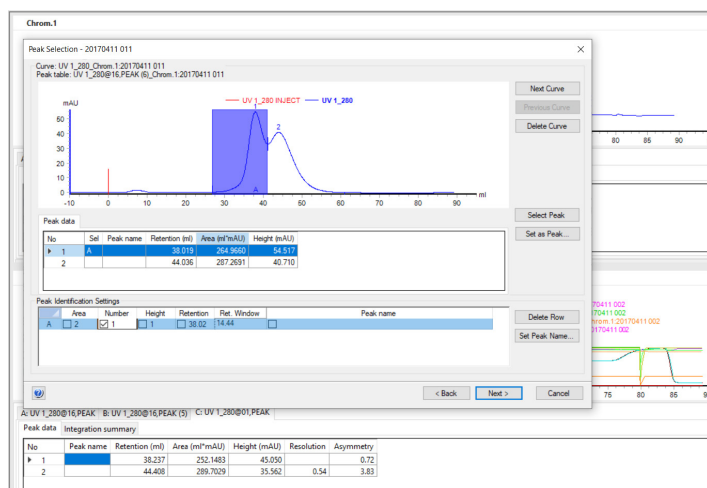 Chrom.1
Peak Selection - 20170411 011
Curve: UV 1_280_Chrom.1:20170411 011
Peak table: UV 1_280@16,PEAK (6)_Chrom.1:20170411 011
mAU
UV 1_280 INJECT UV 1_280
60
50
40
30
20
10
0
-10 0 10 20 30 40 50 60 70 80 90 ml
1
2
A
Next Curve
Previous Curve
Delete Curve
Select Peak
Set as Peak...
Peak data
No Sel Peak name Retention (ml) Area (ml*mAU) Height (mAU)
1 A 38.019 264.9660 54.517
2 44.036 287.2691 40.710
Peak Identification Settings
Area Number Height Retention Ret. Window Peak name
A 2 1 1 38.02 14.44
Delete Row
Set Peak Name...
< Back Next > Cancel
80 85 90
20170411 002
75 80 85
A: UV 1_280@16,PEAK B: UV 1_280@16,PEAK (5) C: UV 1_280@01,PEAK
Peak data Integration summary
No Peak name Retention (ml) Area (ml*mAU) Height (mAU) Resolution Asymmetry
1 38.237 252.1483 45.050 0.72
2 44.408 289.7029 35.562 0.54 3.83